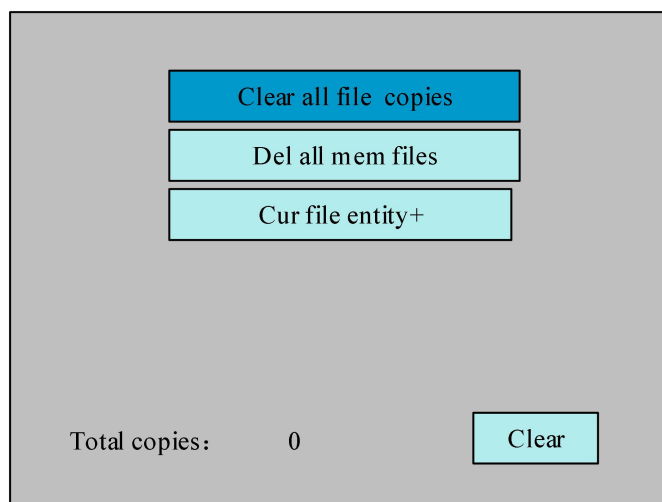 Clear all file copies
Del all mem files
Cur file entity+
Total copies： 0
Clear